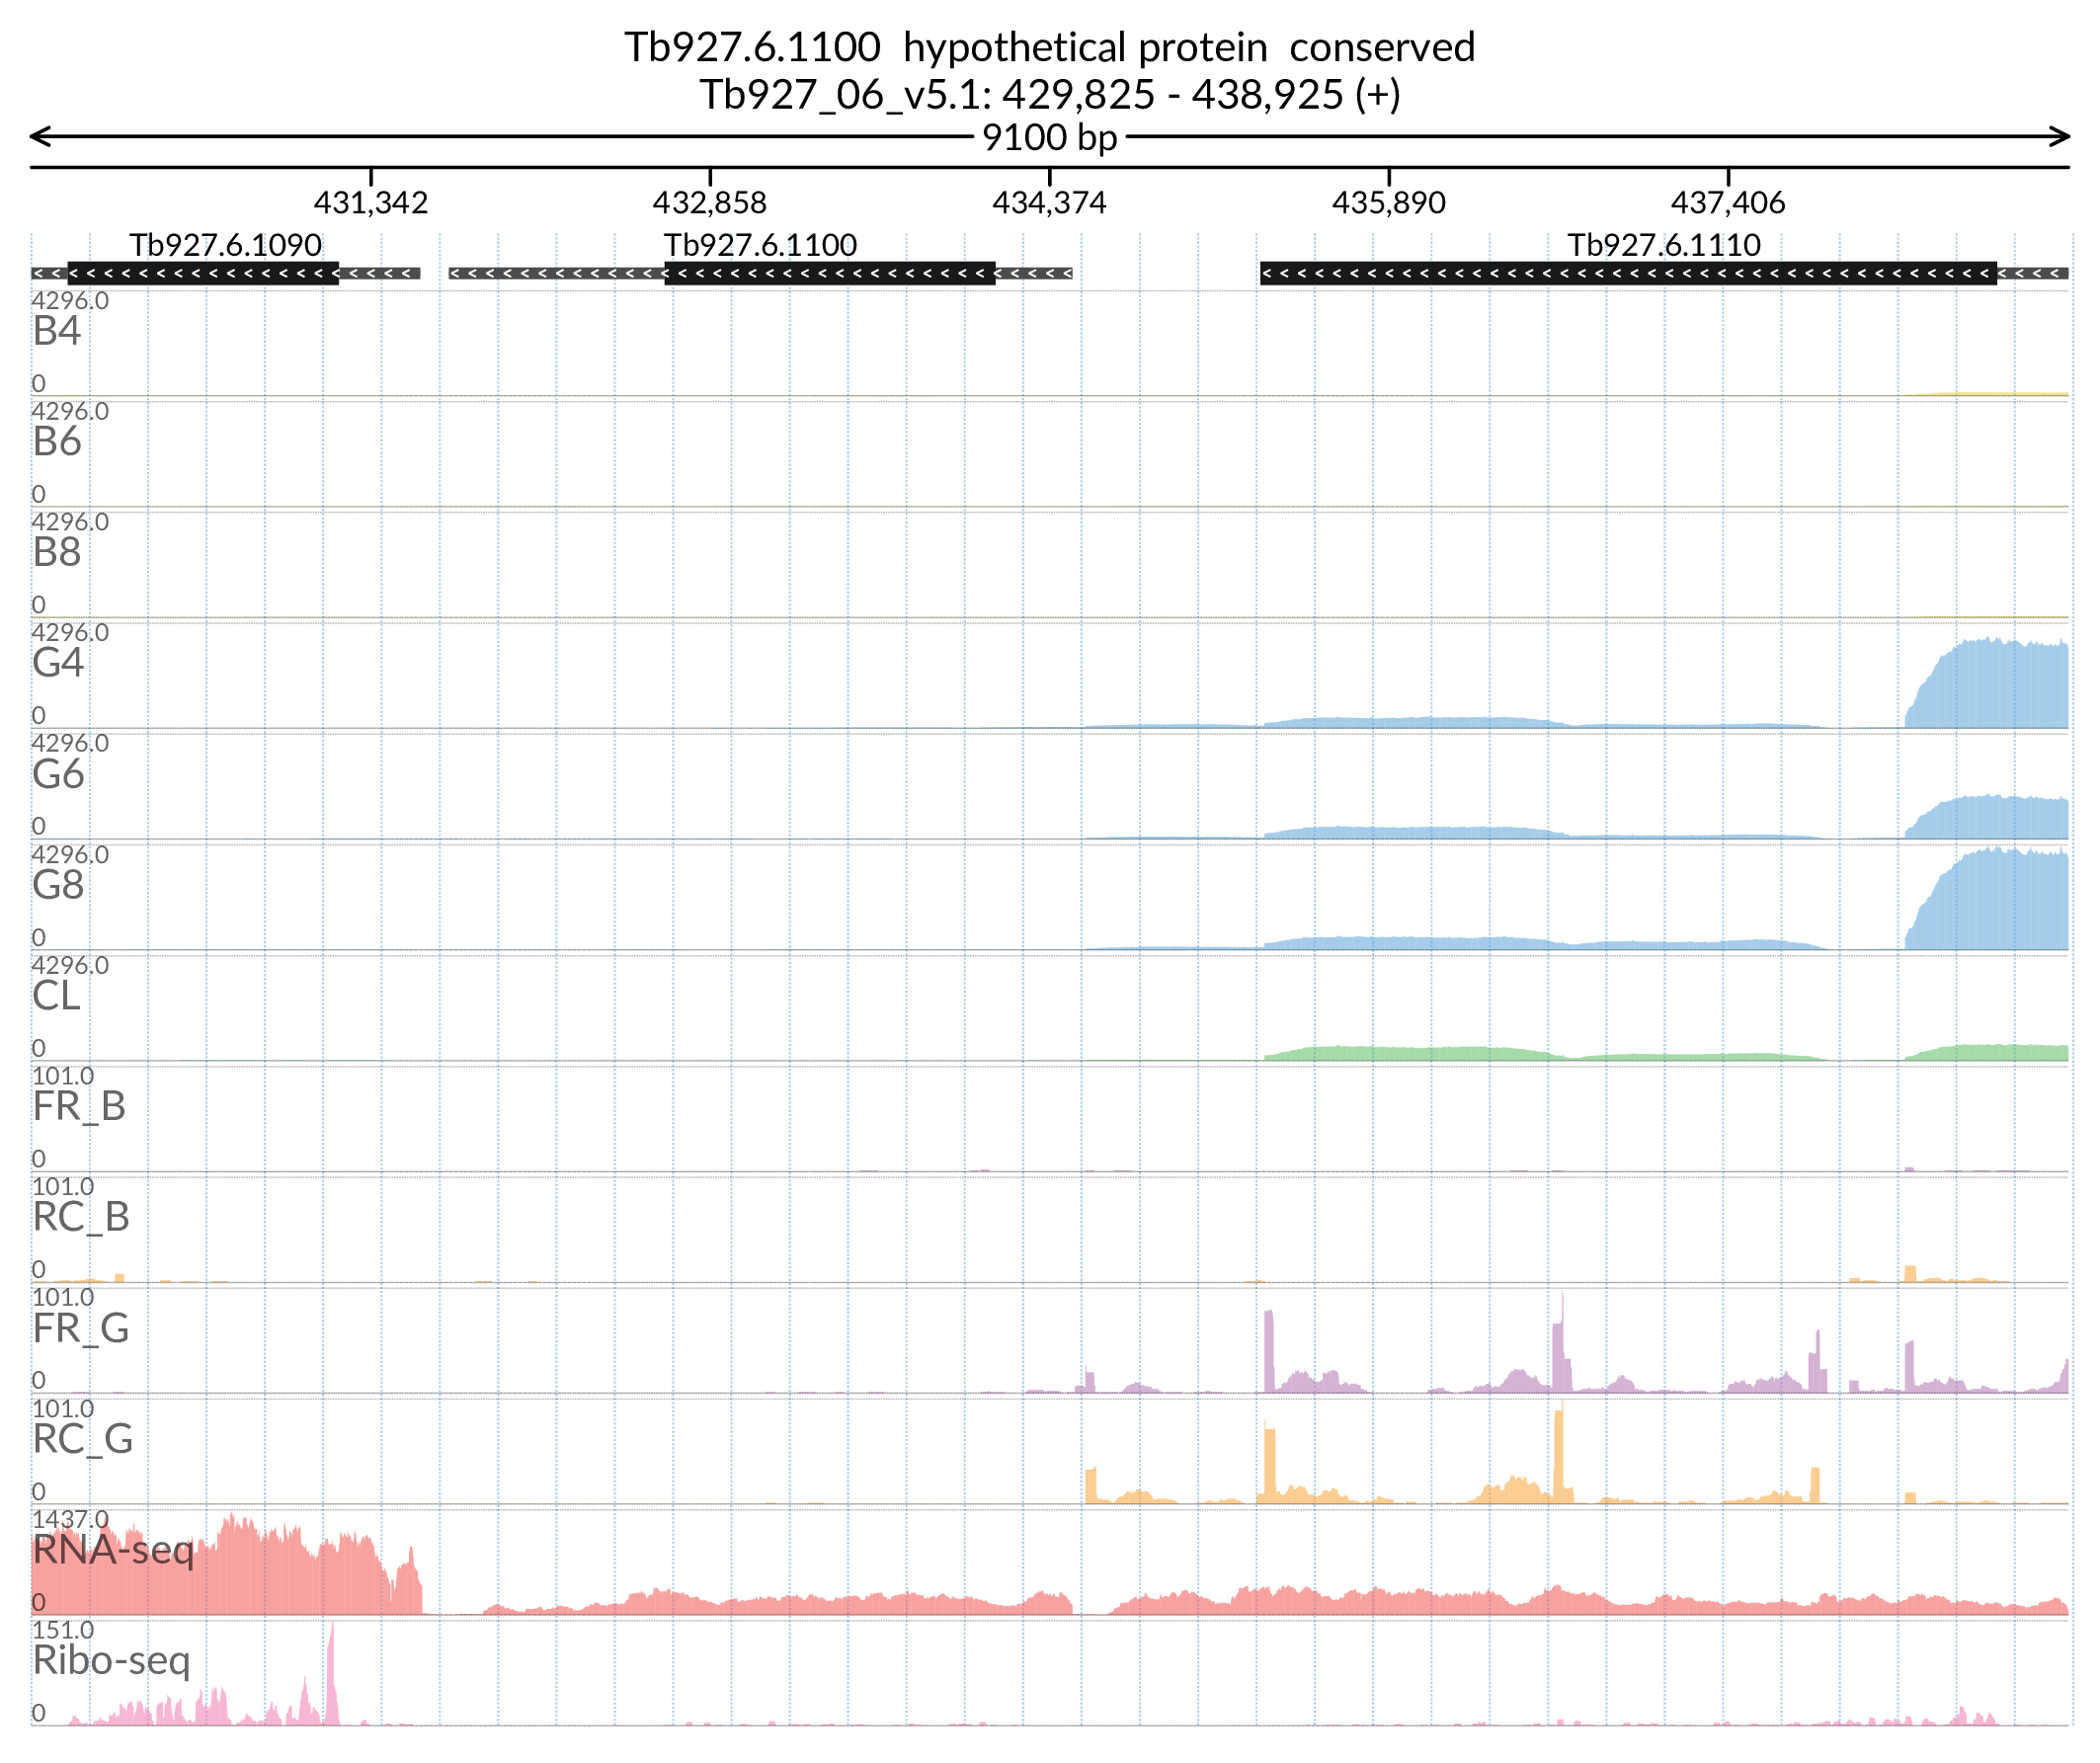 Tb927.6.1100 hypothetical protein conserved
Tb927_06_v5.1: 429,825 - 438,925 (+)
9100 bp
431,342 432,858 434,374 435,890 437,406
Tb927.6.1090 Tb927.6.1100 Tb927.6.1110
4296.0
B4
0
4296.0
B6
0
4296.0
B8
0
4296.0
G4
0
4296.0
G6
0
4296.0
G8
0
4296.0
CL
0
101.0
FR_B
0
101.0
RC_B
0
101.0
FR_G
0
101.0
RC_G
0
1437.0
RNA-seq
0
151.0
Ribo-seq
0